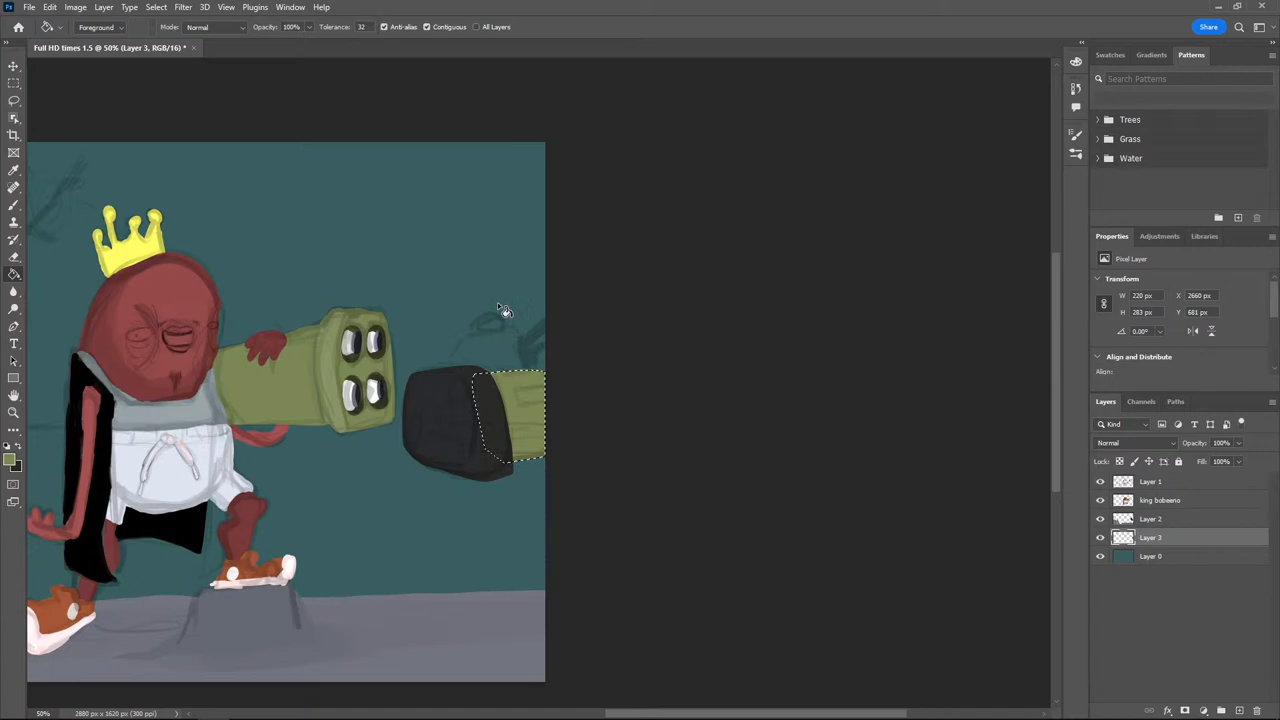 Ps File Edit Image Layer Type Select Filter 3D View Plugins Window Help
Foreground Mode: Normal Opacity: 100% Tolerance: 32 Anti-alias Contiguous All Layers Share
Full HD times 1.5 @ 50% (Layer 3, RGB/16) *
Swatches Gradients Patterns
Search Patterns
Trees
Grass
Water
Properties Adjustments Libraries
Pixel Layer
Transform
W 220 px X 2660 px
H 283 px Y 681 px
0.00°
Align and Distribute
Align:
Layers Channels Paths
Kind
Normal Opacity: 100%
Lock: Fill: 100%
Layer 1
king bobeeno
Layer 2
Layer 3
Layer 0
50% 2880 px x 1620 px (300 ppi)